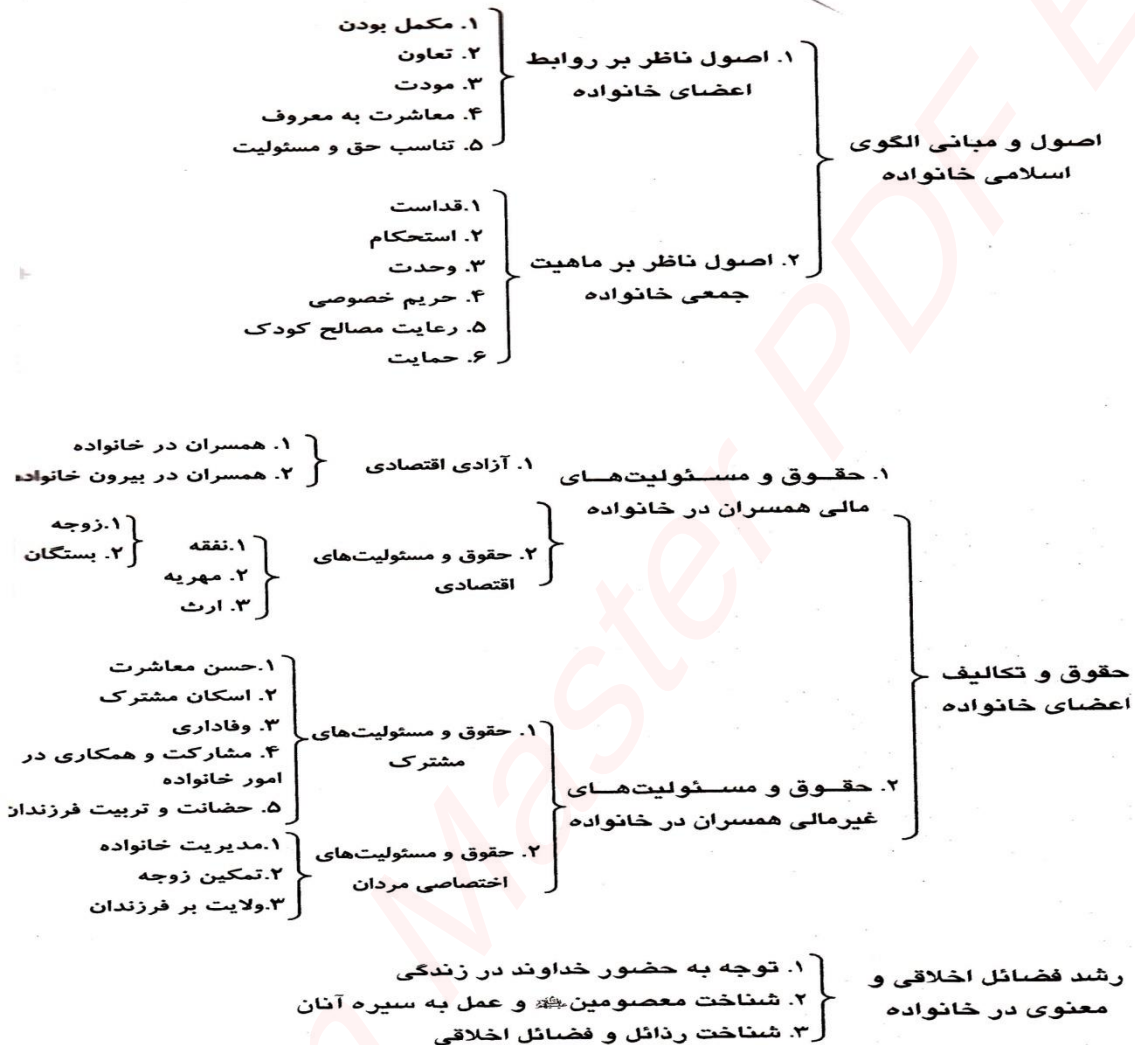 اصول و مبانی الگوی
اسلامی خانواده
۱. اصول ناظر بر روابط
اعضای خانواده
۱. مکمل بودن
۲. تعاون
۳. مودت
۴. معاشرت به معروف
۵. تناسب حق و مسئولیت
۲. اصول ناظر بر ماهیت
جمعی خانواده
۱.قداست
۲. استحکام
۳. وحدت
۴. حریم خصوصی
۵. رعایت مصالح کودک
۶. حمایت
حقوق و تکالیف
اعضای خانواده
۱. حقوق و مسئولیت‌های
مالی همسران در خانواده
۱. آزادی اقتصادی
۱. همسران در خانواده
۲. همسران در بیرون خانواده
۲. حقوق و مسئولیت‌های
اقتصادی
۱.نفقه
۱.زوجه
۲. بستگان
۲. مهریه
۳. ارث
۲. حقوق و مسئولیت‌های
غیرمالی همسران در خانواده
۱. حقوق و مسئولیت‌های
مشترک
۱.حسن معاشرت
۲. اسکان مشترک
۳. وفاداری
۴. مشارکت و همکاری در
امور خانواده
۵. حضانت و تربیت فرزندان
۲. حقوق و مسئولیت‌های
اختصاصی مردان
۱.مدیریت خانواده
۲.تمکین زوجه
۳.ولایت بر فرزندان
رشد فضائل اخلاقی و
معنوی در خانواده
۱. توجه به حضور خداوند در زندگی
۲. شناخت معصومین و عمل به سیره آنان
۳. شناخت رذائل و فضائل اخلاقی
Master PDF E